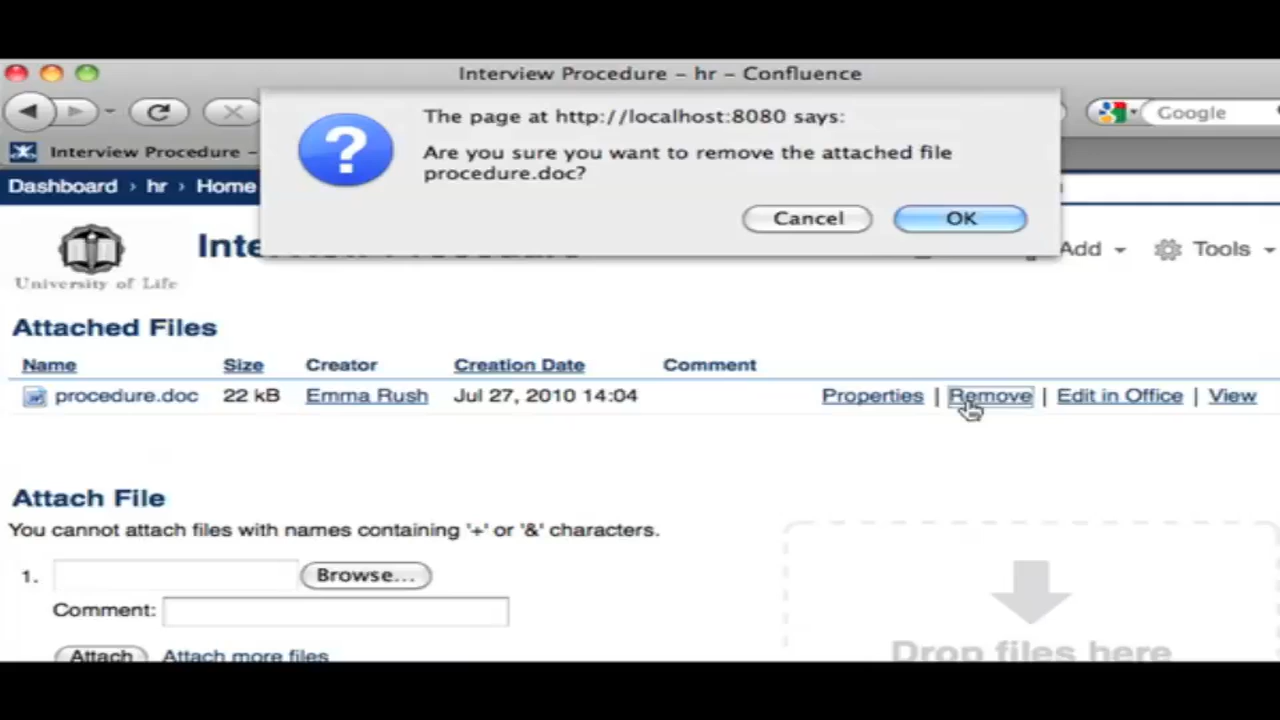 Interview Procedure – hr – Confluence
The page at http://localhost:8080 says:
Are you sure you want to remove the attached file
procedure.doc?
Cancel OK
Google
Interview Procedure –
Dashboard › hr › Home
Add Tools
University of Life
Attached Files
Name Size Creator Creation Date Comment
procedure.doc 22 kB Emma Rush Jul 27, 2010 14:04 Properties | Remove | Edit in Office | View
Attach File
You cannot attach files with names containing '+' or '&' characters.
1. Browse...
Comment:
Attach Attach more files
Drop files here